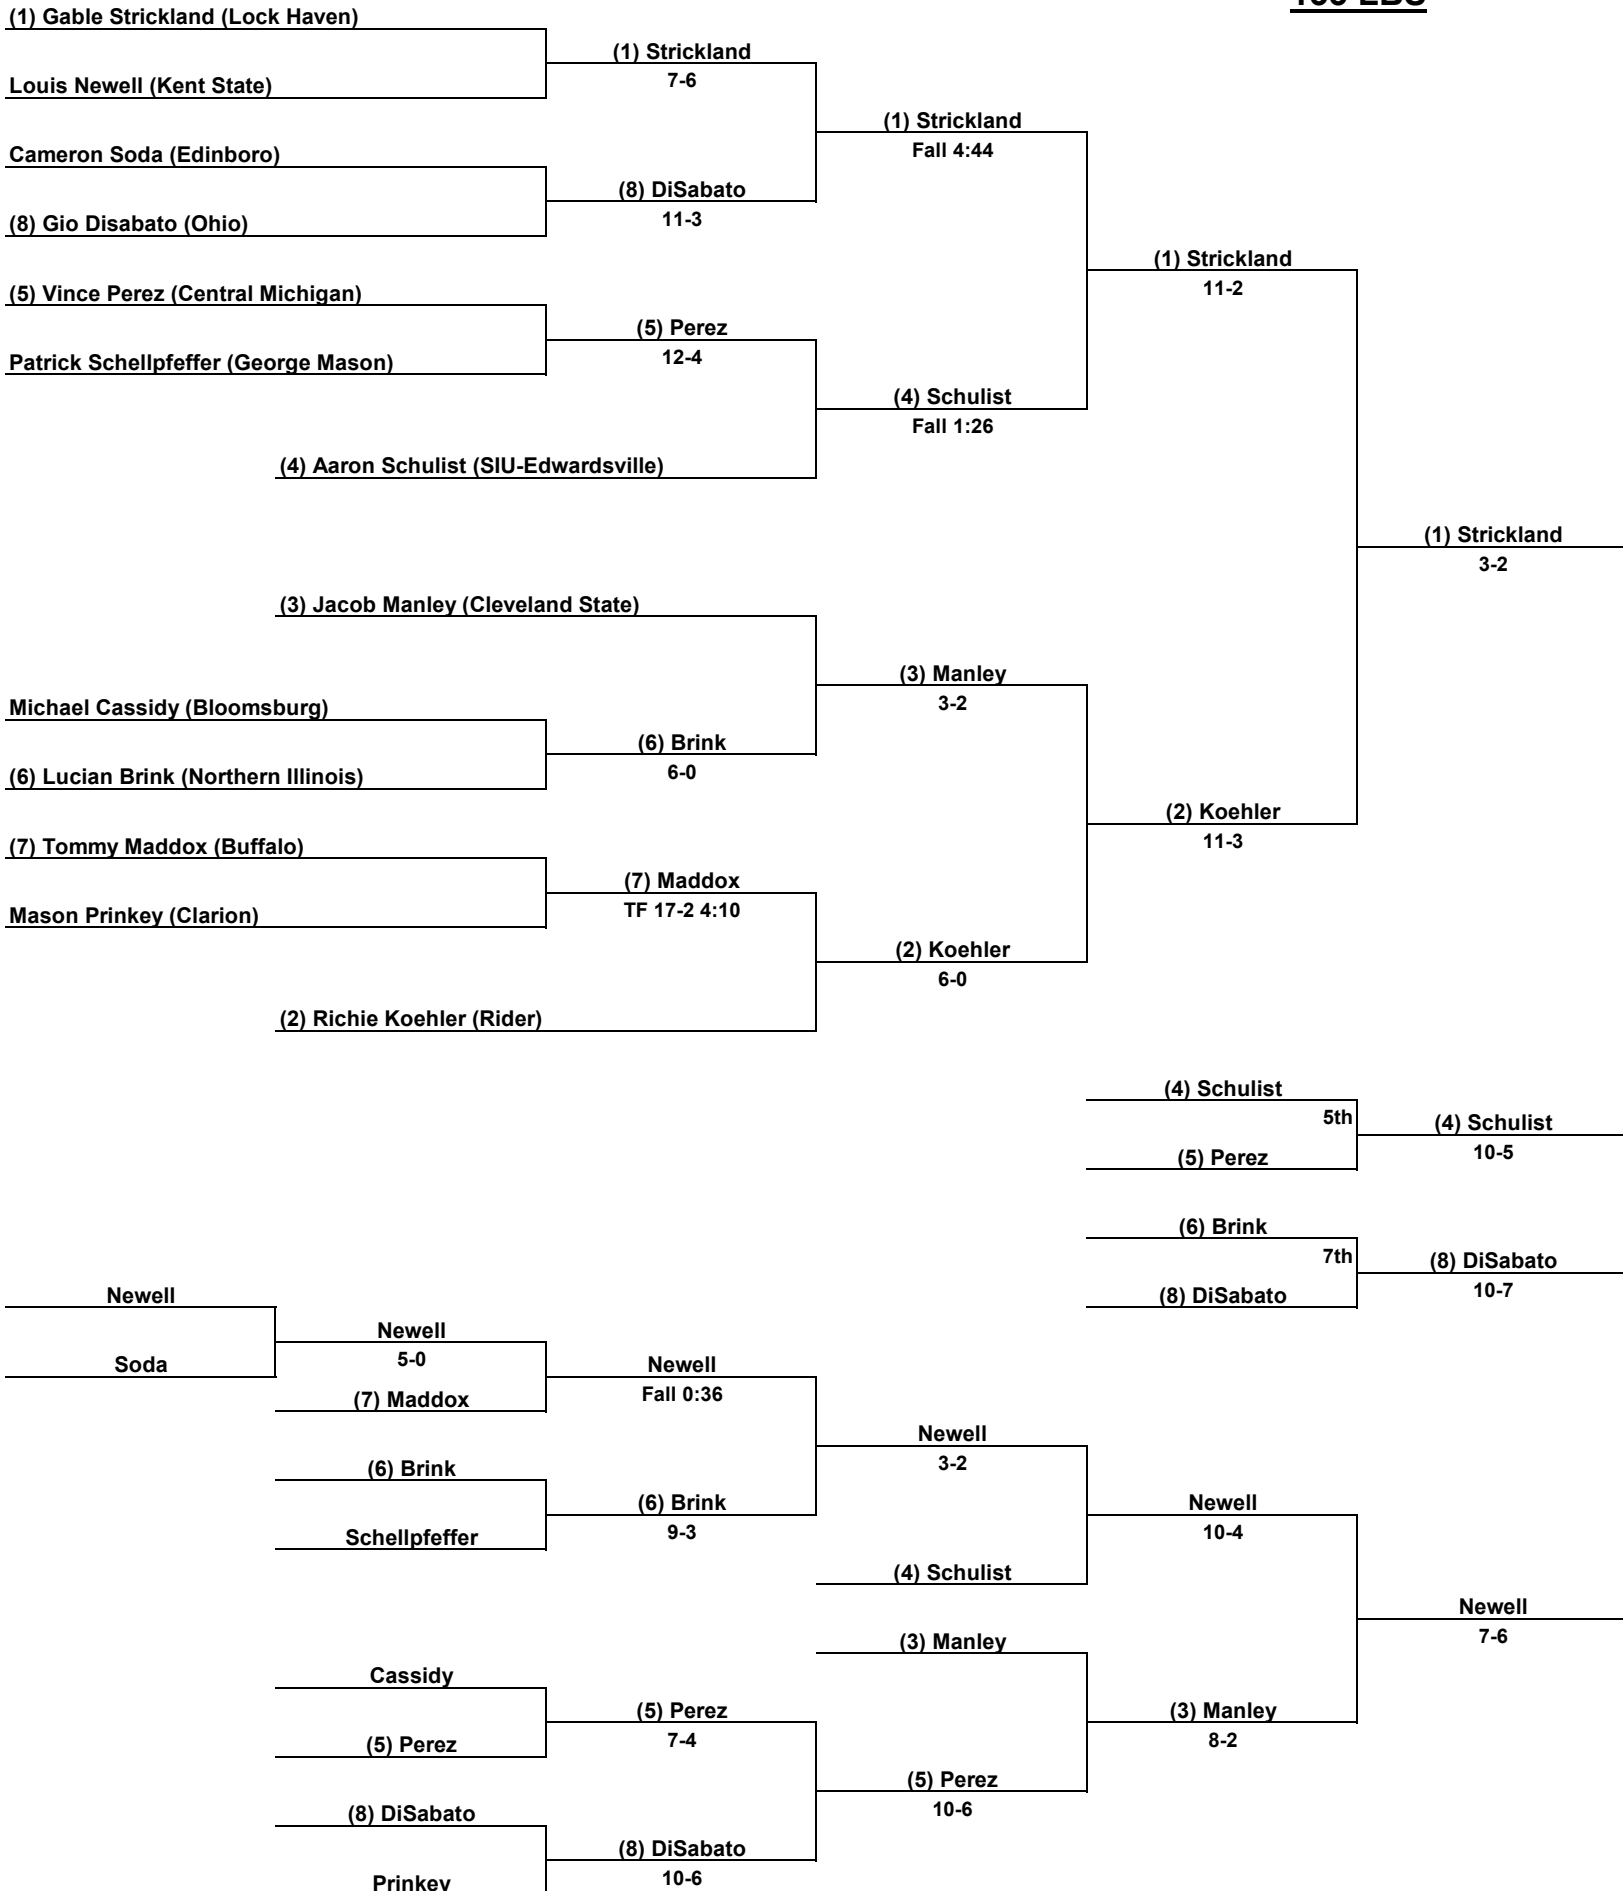 (1) Gable Strickland (Lock Haven)
(1) Strickland
7-6
Louis Newell (Kent State)
(1) Strickland
Fall 4:44
Cameron Soda (Edinboro)
(8) DiSabato
11-3
(8) Gio Disabato (Ohio)
(1) Strickland
11-2
(5) Vince Perez (Central Michigan)
(5) Perez
12-4
Patrick Schellpfeffer (George Mason)
(4) Schulist
Fall 1:26
(4) Aaron Schulist (SIU-Edwardsville)
(1) Strickland
3-2
(3) Jacob Manley (Cleveland State)
(3) Manley
3-2
Michael Cassidy (Bloomsburg)
(6) Brink
6-0
(6) Lucian Brink (Northern Illinois)
(2) Koehler
11-3
(7) Tommy Maddox (Buffalo)
(7) Maddox
TF 17-2 4:10
Mason Prinkey (Clarion)
(2) Koehler
6-0
(2) Richie Koehler (Rider)
(4) Schulist
5th
(4) Schulist
10-5
(5) Perez
(6) Brink
7th
(8) DiSabato
10-7
(8) DiSabato
Newell
Newell
5-0
Soda
Newell
Fall 0:36
(7) Maddox
Newell
3-2
(6) Brink
(6) Brink
9-3
Schellpfeffer
Newell
10-4
(4) Schulist
Newell
7-6
(3) Manley
Cassidy
(5) Perez
7-4
(3) Manley
8-2
(5) Perez
(5) Perez
10-6
(8) DiSabato
(8) DiSabato
10-6
Prinkey